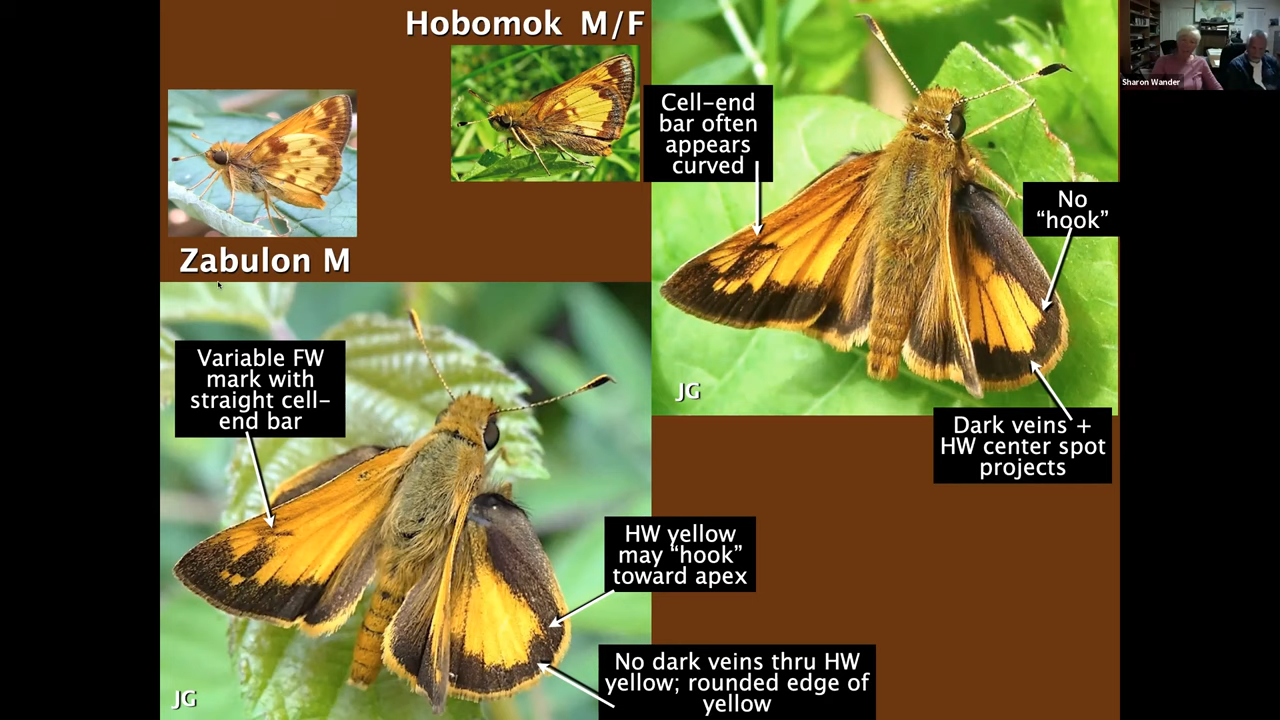 Hobomok M/F
Sharon Wander
Zabulon M
Cell-end
bar often
appears
curved
No
“hook”
JG
Dark veins +
HW center spot
projects
Variable FW
mark with
straight cell-
end bar
HW yellow
may “hook”
toward apex
No dark veins thru HW
yellow; rounded edge of
yellow
JG